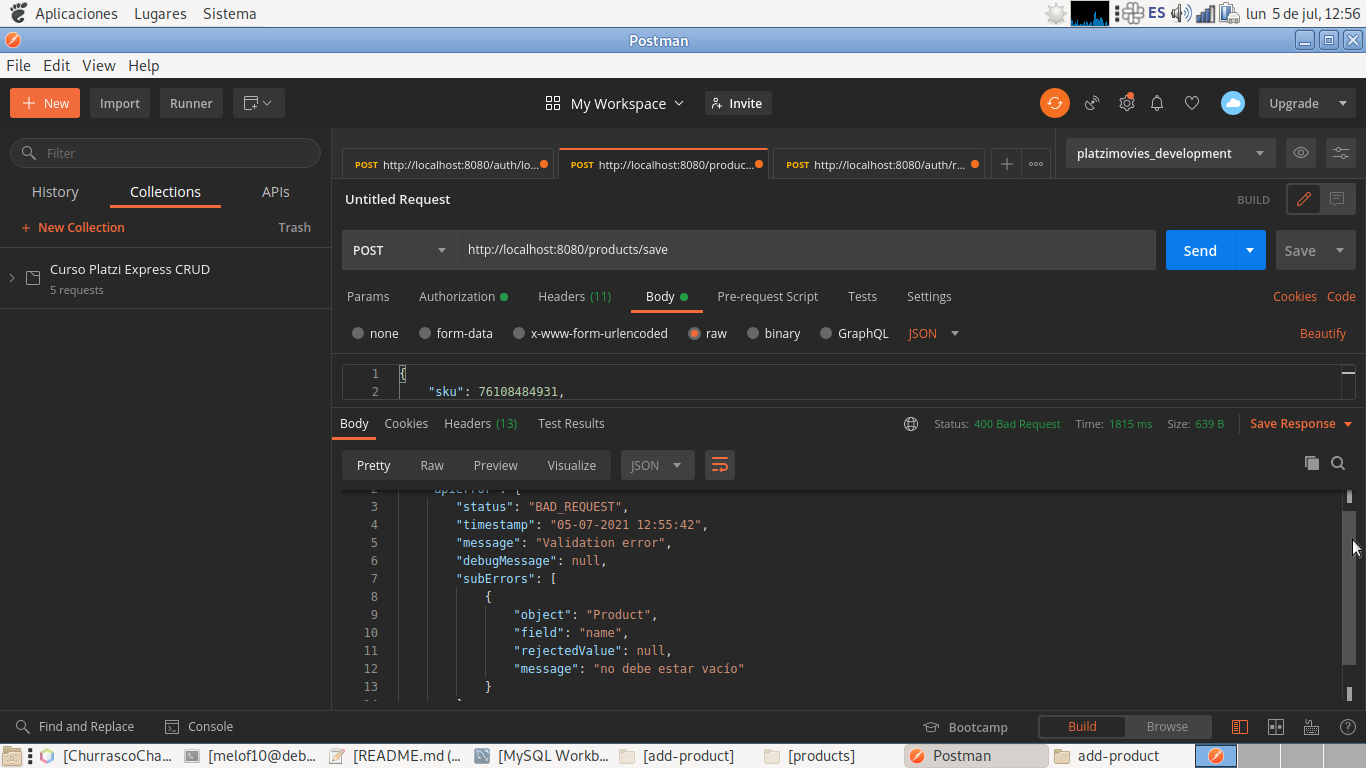 Aplicaciones Lugares Sistema ES lun 5 de jul, 12:56
Postman
File Edit View Help
+ New Import Runner My Workspace Invite Upgrade
Filter
History Collections APIs
+ New Collection Trash
Curso Platzi Express CRUD
5 requests
POST http://localhost:8080/auth/lo... POST http://localhost:8080/produc... POST http://localhost:8080/auth/r... platzimovies_development
Untitled Request BUILD
POST http://localhost:8080/products/save Send Save
Params Authorization Headers (11) Body Pre-request Script Tests Settings Cookies Code
none form-data x-www-form-urlencoded raw binary GraphQL JSON Beautify
1 {
2 "sku": 76108484931,
Body Cookies Headers (13) Test Results Status: 400 Bad Request Time: 1815 ms Size: 639 B Save Response
Pretty Raw Preview Visualize JSON
3 "status": "BAD_REQUEST",
4 "timestamp": "05-07-2021 12:55:42",
5 "message": "Validation error",
6 "debugMessage": null,
7 "subErrors": [
8 {
9 "object": "Product",
10 "field": "name",
11 "rejectedValue": null,
12 "message": "no debe estar vacío"
13 }
Find and Replace Console Bootcamp Build Browse
[ChurrascoCha... [melof10@deb... [README.md (... [MySQL Workb... [add-product] [products] Postman add-product